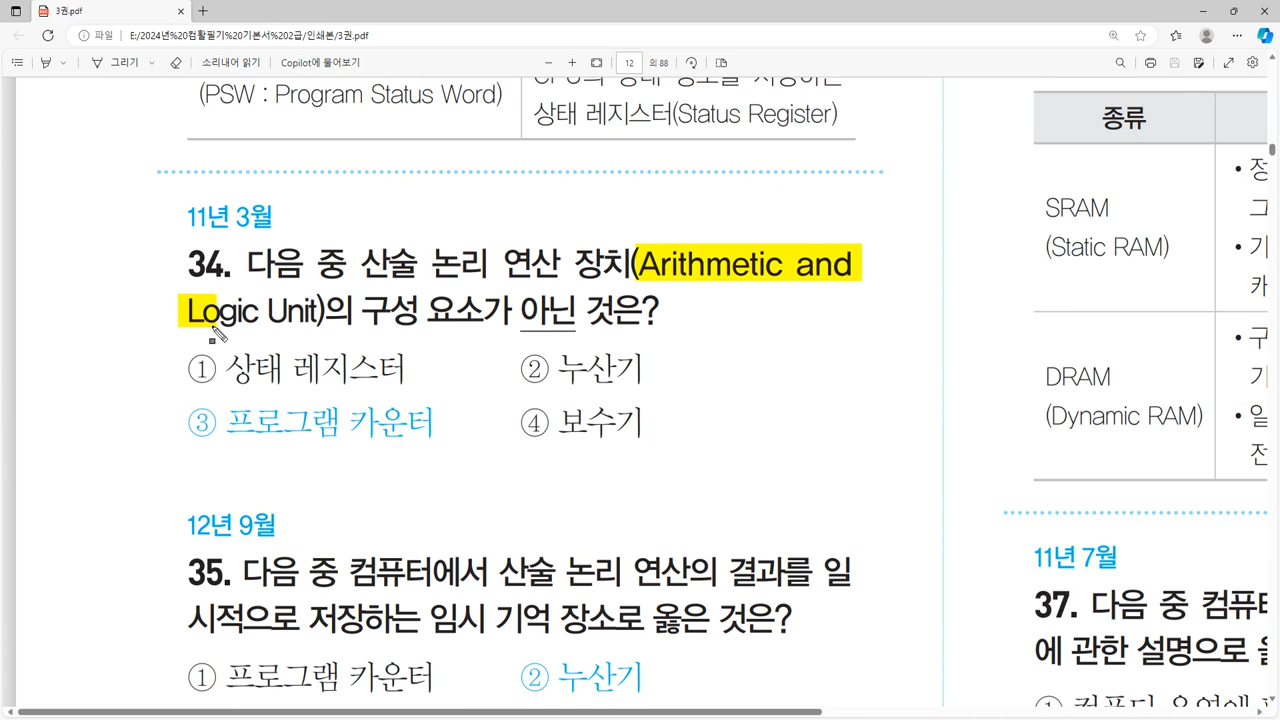 3권.pdf
파일 E:/2024년%20컴활필기%20기본서%202급/인쇄본/3권.pdf
그리기 소리내어 읽기 Copilot에 물어보기 12 의 88
(PSW : Program Status Word)
상태 레지스터(Status Register)
11년 3월
34. 다음 중 산술 논리 연산 장치(Arithmetic and
Logic Unit)의 구성 요소가 아닌 것은?
① 상태 레지스터 ② 누산기
③ 프로그램 카운터 ④ 보수기
12년 9월
35. 다음 중 컴퓨터에서 산술 논리 연산의 결과를 일
시적으로 저장하는 임시 기억 장소로 옳은 것은?
① 프로그램 카운터 ② 누산기
종류
SRAM
(Static RAM)
DRAM
(Dynamic RAM)
11년 7월
37. 다음 중 컴퓨터
에 관한 설명으로